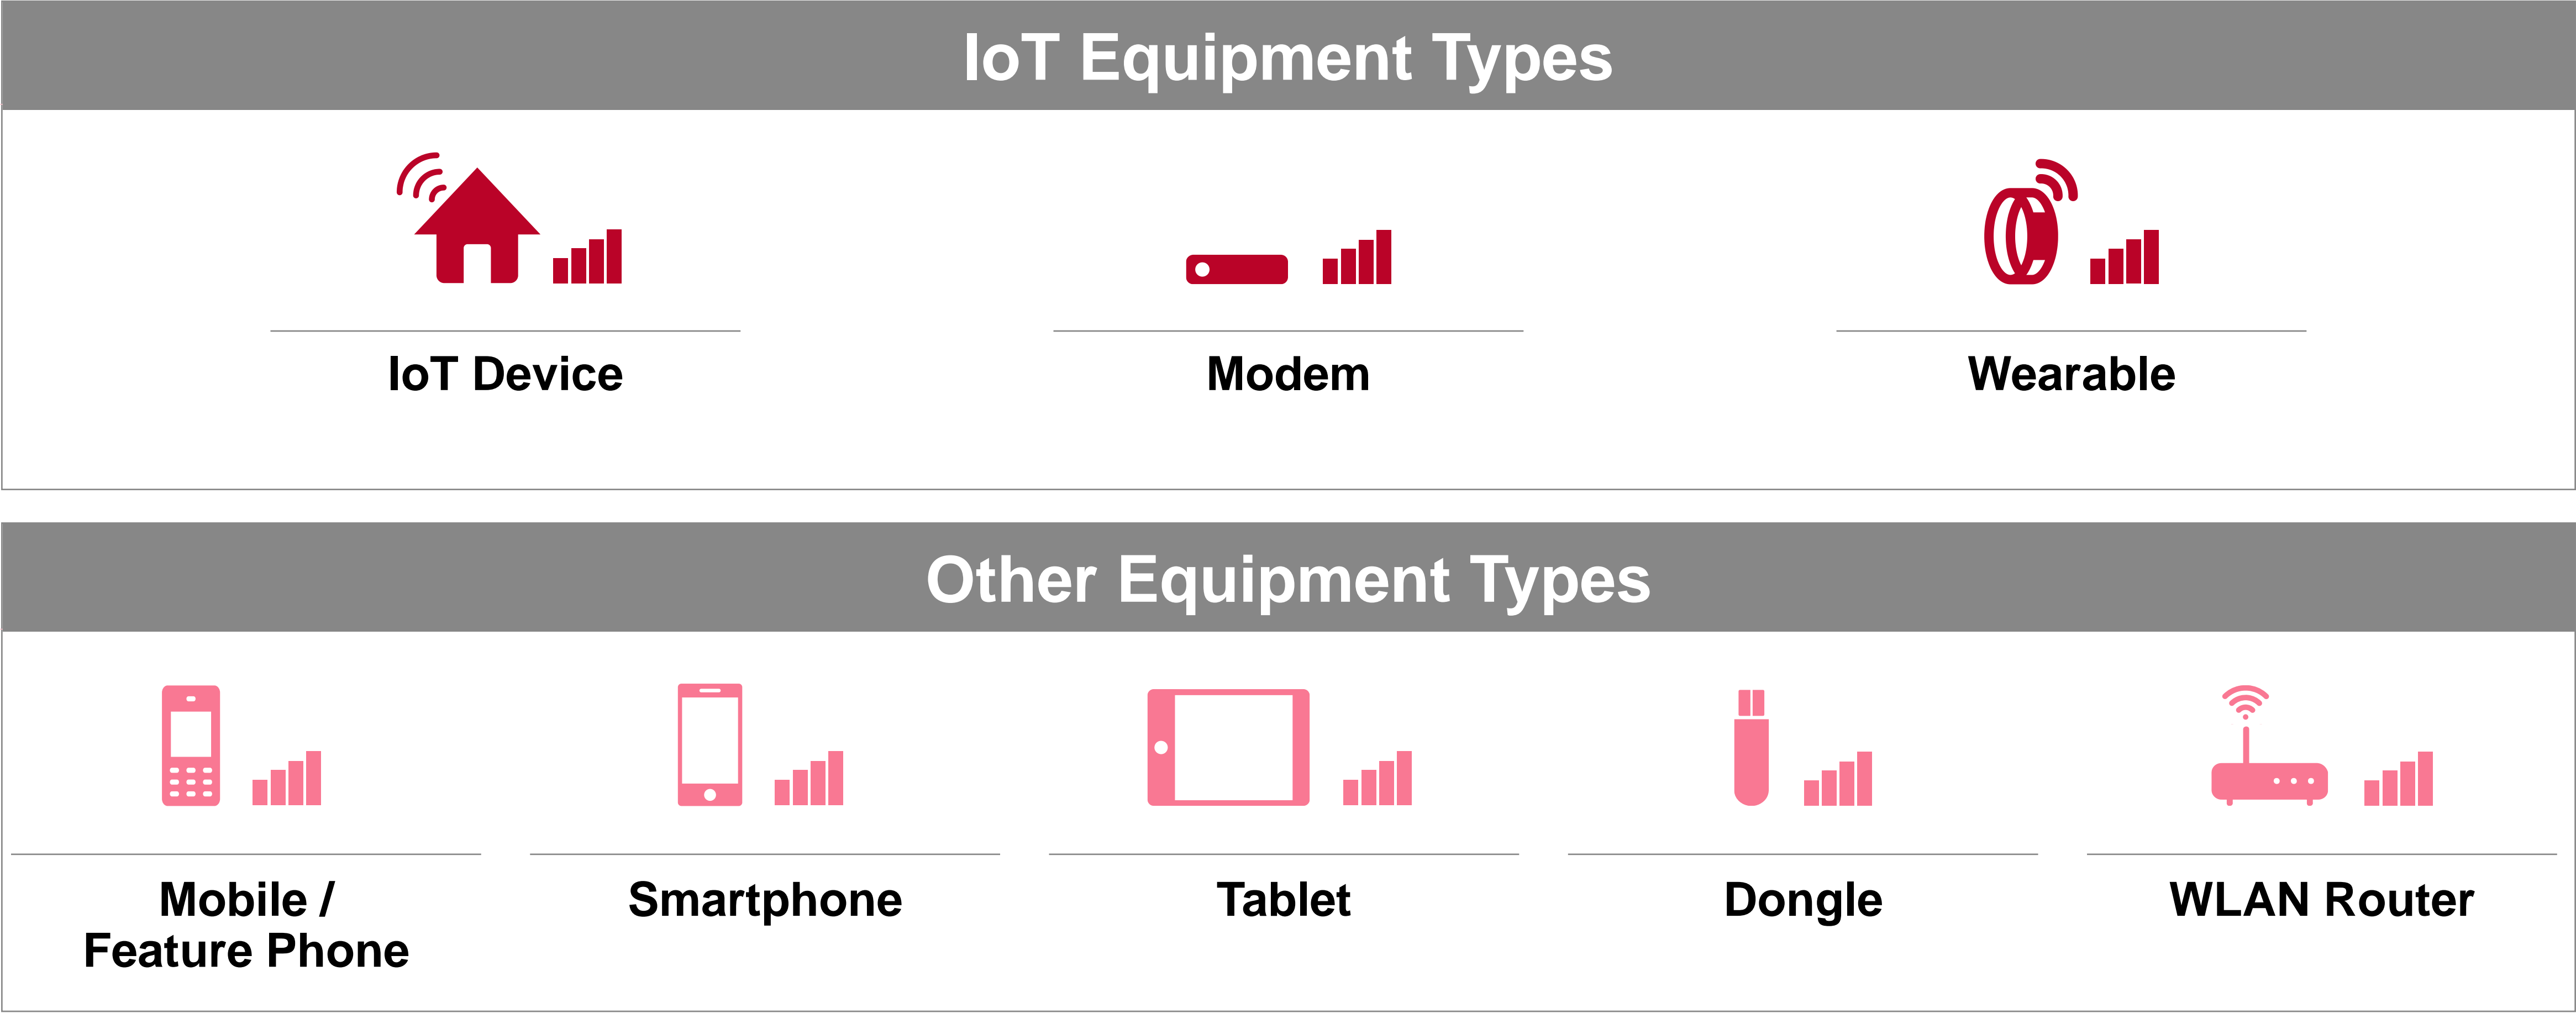 IoT Equipment Types
IoT Device
Modem
Wearable
Other Equipment Types
Mobile /
Feature Phone
Smartphone
Tablet
Dongle
WLAN Router